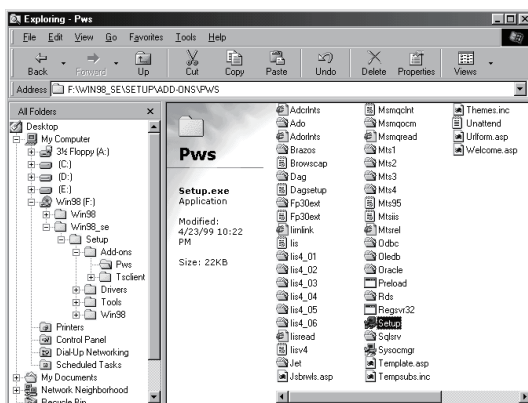 Exploring - Pws
File Edit View Go Favorites Tools Help
Back Forward Up Cut Copy Paste Undo Delete Properties Views
Address F:\WIN98_SE\SETUP\ADD-ONS\PWS
All Folders
Desktop
My Computer
3½ Floppy (A:)
(C:)
(D:)
(E:)
Win98 (F:)
Win98
Win98_se
Setup
Add-ons
Pws
Tsclient
Drivers
Tools
Win98
Printers
Control Panel
Dial-Up Networking
Scheduled Tasks
My Documents
Network Neighborhood
Recycle Bin
Pws
Setup.exe
Application
Modified:
4/23/99 10:22
PM
Size: 22KB
AdcrInts
Ado
AdorInts
Brazos
Browscap
Dag
Dagsetup
Fp30ext
Fp30ext
Iimlink
Iis
Iis4_01
Iis4_02
Iis4_03
Iis4_04
Iis4_05
Iis4_06
Iisread
Iisv4
Jet
Jsbrwls.asp
Msmqclnt
Msmqocm
Msmqread
Mts1
Mts2
Mts3
Mts4
Mts95
Mtsiis
Mtsrel
Odbc
Oledb
Oracle
Preload
Rds
Regsvr32
Setup
Sqlsrv
Sysocmgr
Template.asp
Tempsubs.inc
Themes.inc
Unattend
Urlform.asp
Welcome.asp